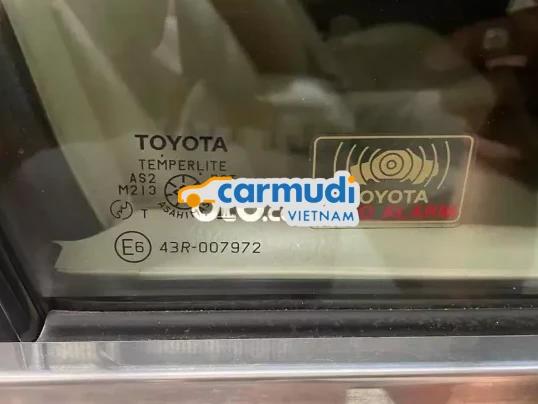 TOYOTA
TEMPERLITE
AS2
M213
ASAHI
T
E6 43R-007972
TOYOTA
ALARM
carmudi
VIETNAM